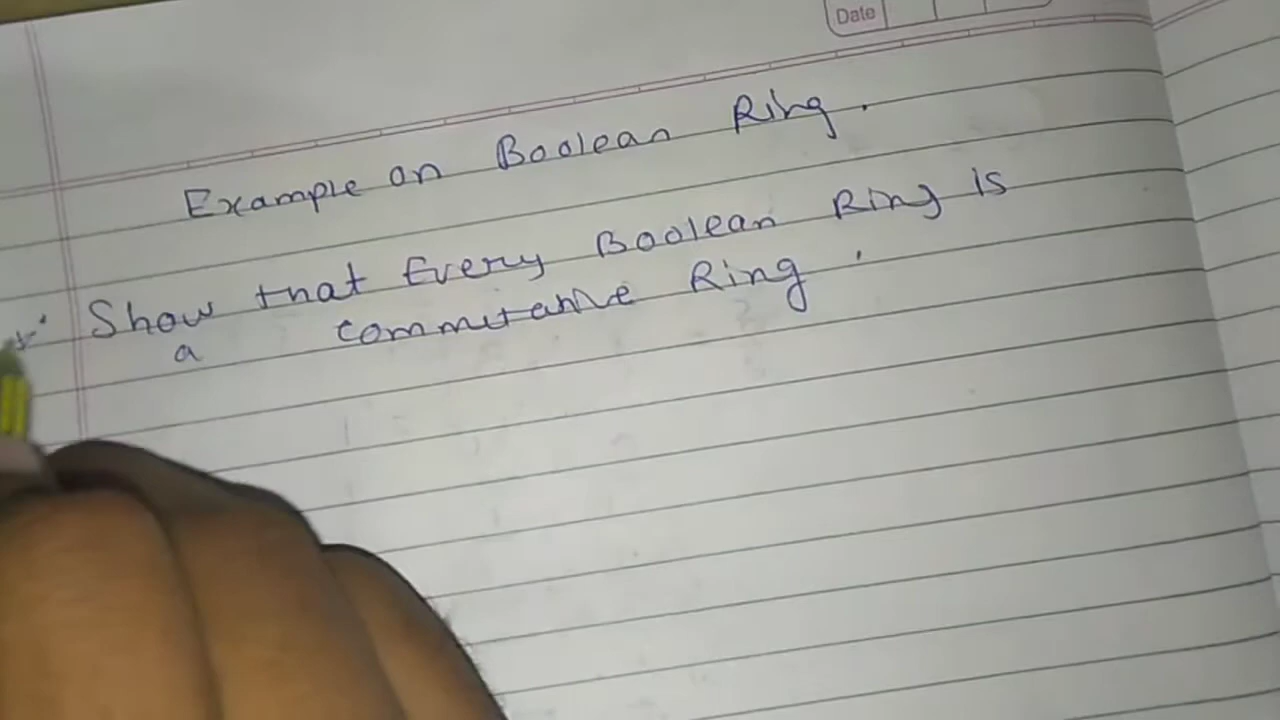 Date
Example on Boolean Ring.
Show that Every Boolean Ring is
a commutative Ring.